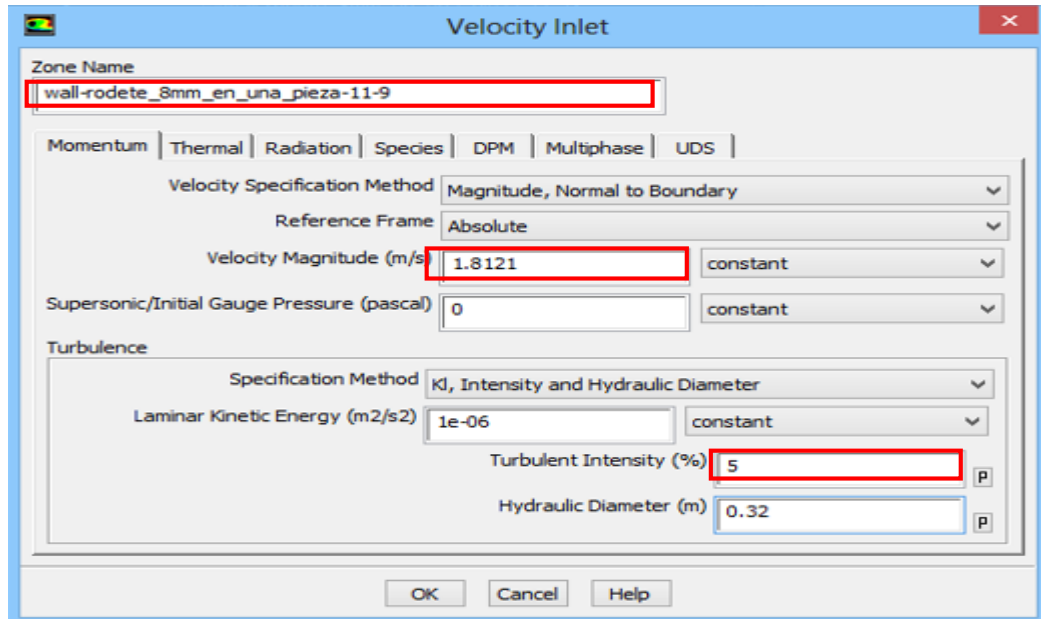 Velocity Inlet
Zone Name
wall-rodete_8mm_en_una_pieza-11-9
Momentum Thermal Radiation Species DPM Multiphase UDS
Velocity Specification Method Magnitude, Normal to Boundary
Reference Frame Absolute
Velocity Magnitude (m/s) 1.8121 constant
Supersonic/Initial Gauge Pressure (pascal) 0 constant
Turbulence
Specification Method Kl, Intensity and Hydraulic Diameter
Laminar Kinetic Energy (m2/s2) 1e-06 constant
Turbulent Intensity (%) 5 P
Hydraulic Diameter (m) 0.32 P
OK Cancel Help